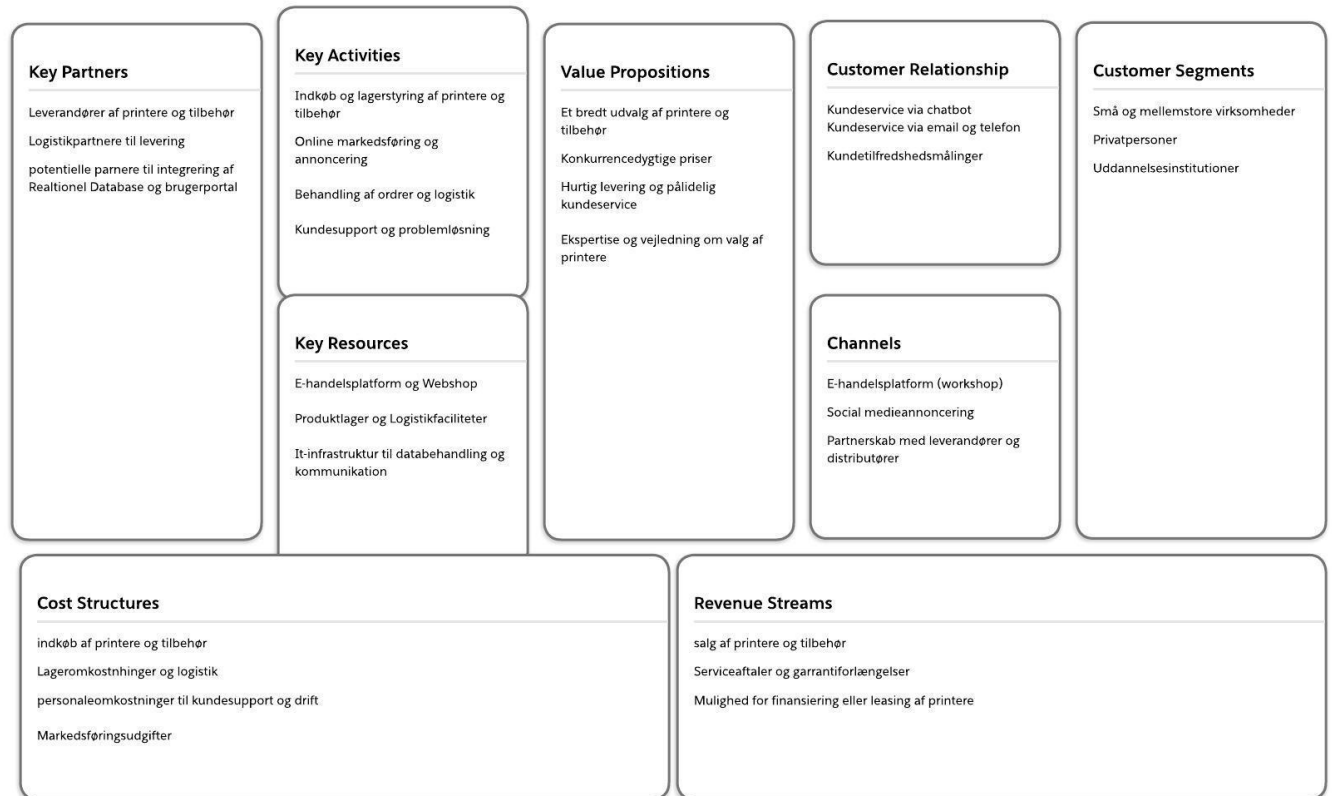 Key Partners
Leverandører af printere og tilbehør
Logistikpartnere til levering
potentielle parnere til integrering af
Realtionel Database og brugerportal
Key Activities
Indkøb og lagerstyring af printere og
tilbehør
Online markedsføring og
annoncering
Behandling af ordrer og logistik
Kundesupport og problemløsning
Key Resources
E-handelsplatform og Webshop
Produktlager og Logistikfaciliteter
It-infrastruktur til databehandling og
kommunikation
Value Propositions
Et bredt udvalg af printere og
tilbehør
Konkurrencedygtige priser
Hurtig levering og pålidelig
kundeservice
Ekspertise og vejledning om valg af
printere
Customer Relationship
Kundeservice via chatbot
Kundeservice via email og telefon
Kundetilfredshedsmålinger
Channels
E-handelsplatform (workshop)
Social medieannoncering
Partnerskab med leverandører og
distributører
Customer Segments
Små og mellemstore virksomheder
Privatpersoner
Uddannelsesinstitutioner
Cost Structures
indkøb af printere og tilbehør
Lageromkostnhinger og logistik
personaleomkostninger til kundesupport og drift
Markedsføringsudgifter
Revenue Streams
salg af printere og tilbehør
Serviceaftaler og garrantiforlængelser
Mulighed for finansiering eller leasing af printere